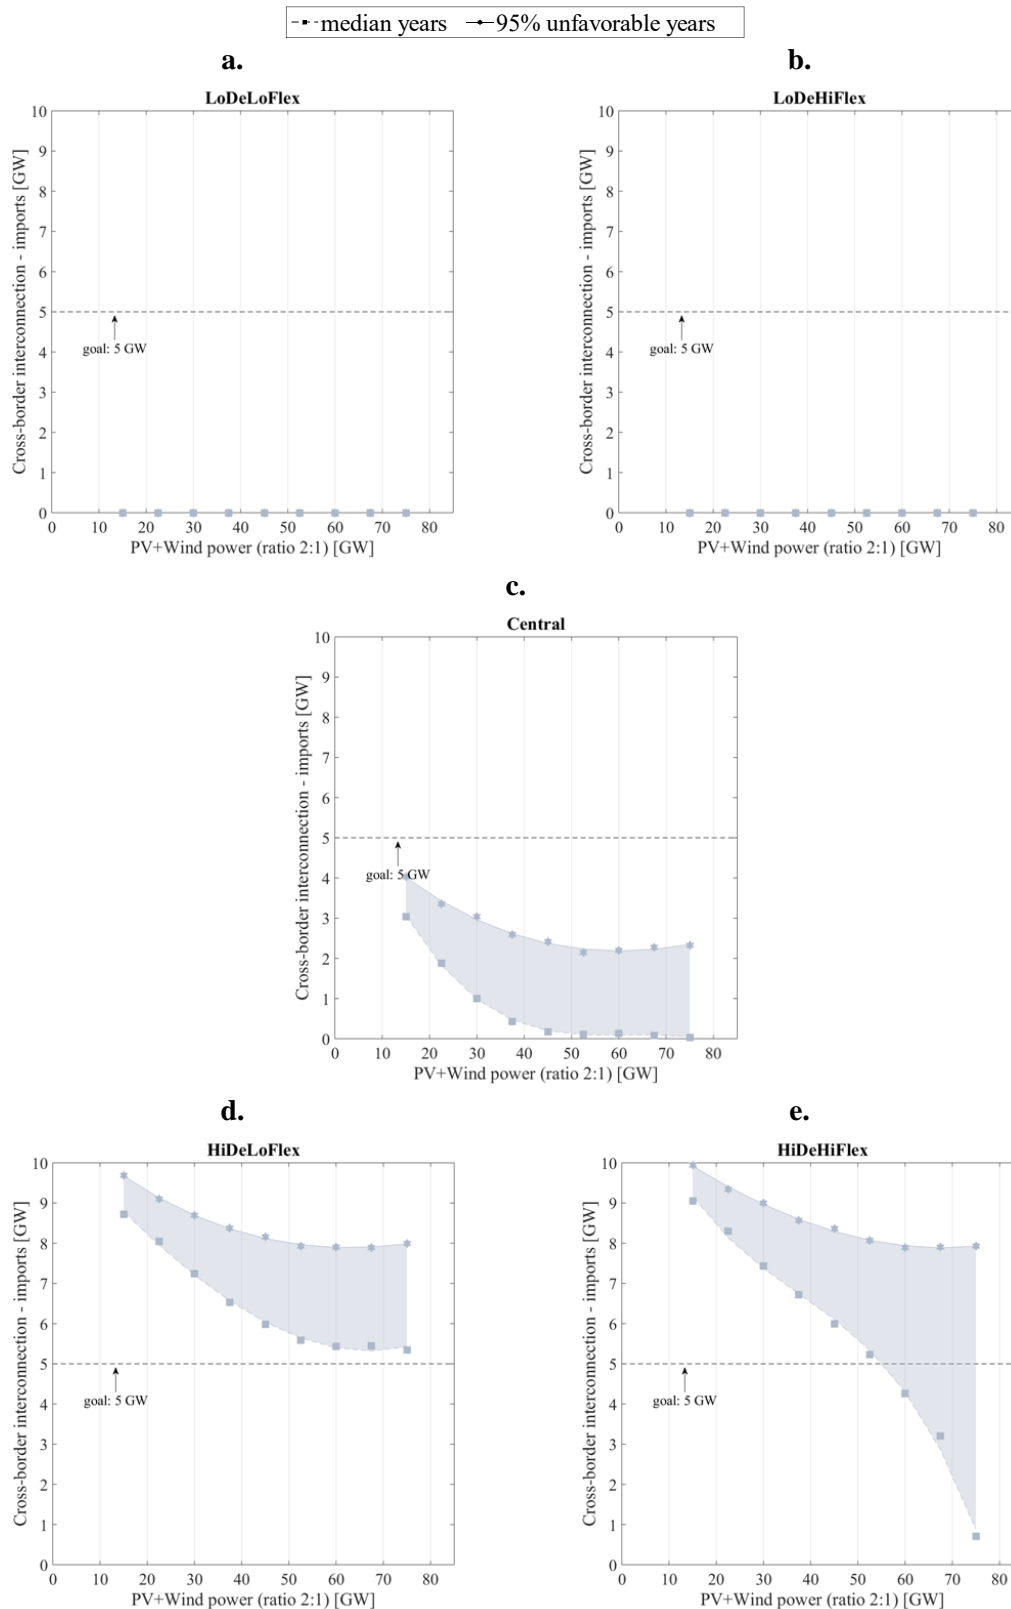 median years 95% unfavorable years
a.
LoDeLoFlex
10
9
8
7
6
5
4
3
2
1
0
Cross-border interconnection - imports [GW]
goal: 5 GW
0 10 20 30 40 50 60 70 80
PV+Wind power (ratio 2:1) [GW]
b.
LoDeHiFlex
10
9
8
7
6
5
4
3
2
1
0
Cross-border interconnection - imports [GW]
goal: 5 GW
0 10 20 30 40 50 60 70 80
PV+Wind power (ratio 2:1) [GW]
c.
Central
10
9
8
7
6
5
4
3
2
1
0
Cross-border interconnection - imports [GW]
goal: 5 GW
0 10 20 30 40 50 60 70 80
PV+Wind power (ratio 2:1) [GW]
d.
HiDeLoFlex
10
9
8
7
6
5
4
3
2
1
0
Cross-border interconnection - imports [GW]
goal: 5 GW
0 10 20 30 40 50 60 70 80
PV+Wind power (ratio 2:1) [GW]
e.
HiDeHiFlex
10
9
8
7
6
5
4
3
2
1
0
Cross-border interconnection - imports [GW]
goal: 5 GW
0 10 20 30 40 50 60 70 80
PV+Wind power (ratio 2:1) [GW]